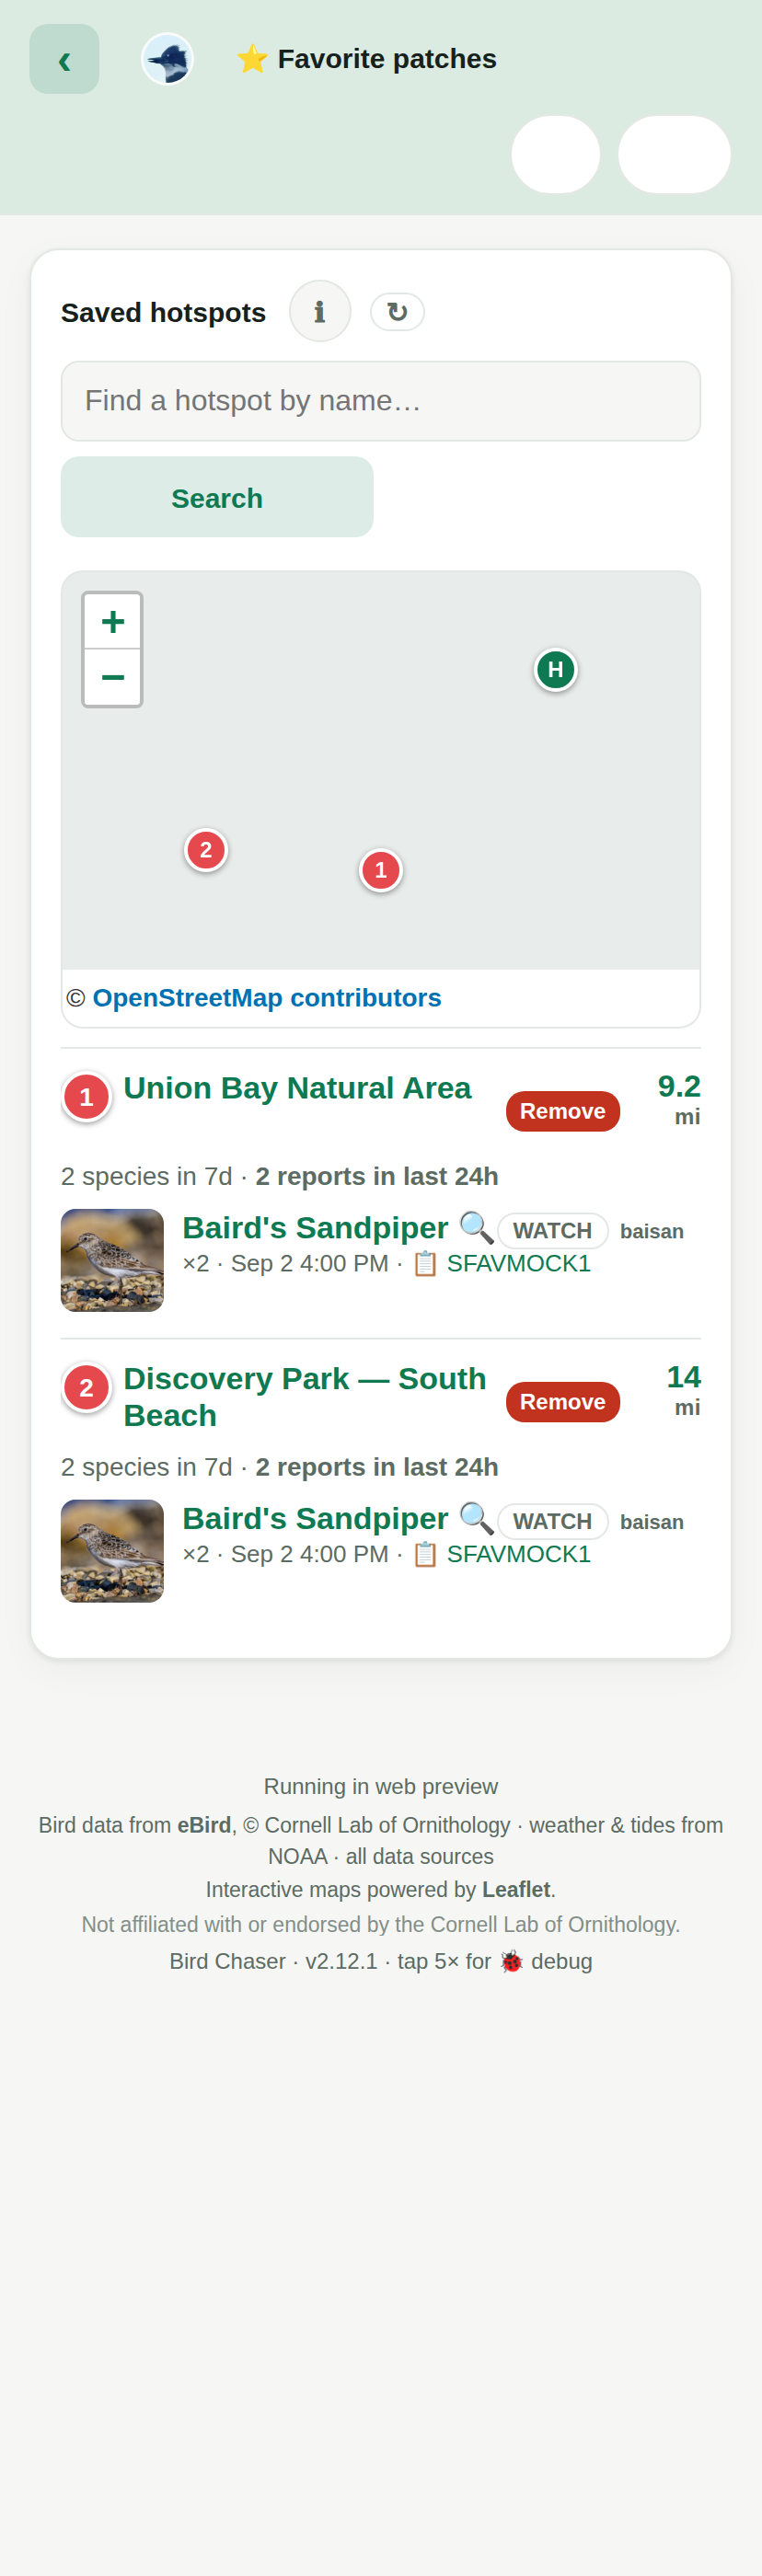 ‹ ⭐ Favorite patches
Saved hotspots ℹ ↻
Find a hotspot by name…
Search
+
−
H
2
1
© OpenStreetMap contributors
1 Union Bay Natural Area Remove 9.2 mi
2 species in 7d · 2 reports in last 24h
Baird's Sandpiper 🔍 WATCH baisan
×2 · Sep 2 4:00 PM · 📋 SFAVMOCK1
2 Discovery Park — South Remove 14 mi
Beach
2 species in 7d · 2 reports in last 24h
Baird's Sandpiper 🔍 WATCH baisan
×2 · Sep 2 4:00 PM · 📋 SFAVMOCK1
Running in web preview
Bird data from eBird, © Cornell Lab of Ornithology · weather & tides from
NOAA · all data sources
Interactive maps powered by Leaflet.
Not affiliated with or endorsed by the Cornell Lab of Ornithology.
Bird Chaser · v2.12.1 · tap 5× for 🐞 debug